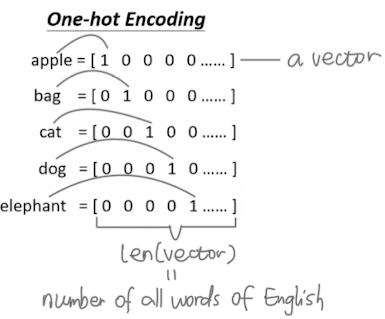 One-hot Encoding
apple = [ 1 0 0 0 0 ...... ] — a vector
bag = [ 0 1 0 0 0 ...... ]
cat = [ 0 0 1 0 0 ...... ]
dog = [ 0 0 0 1 0 ...... ]
elephant = [ 0 0 0 0 1 ...... ]
len(vector)
=
number of all words of English